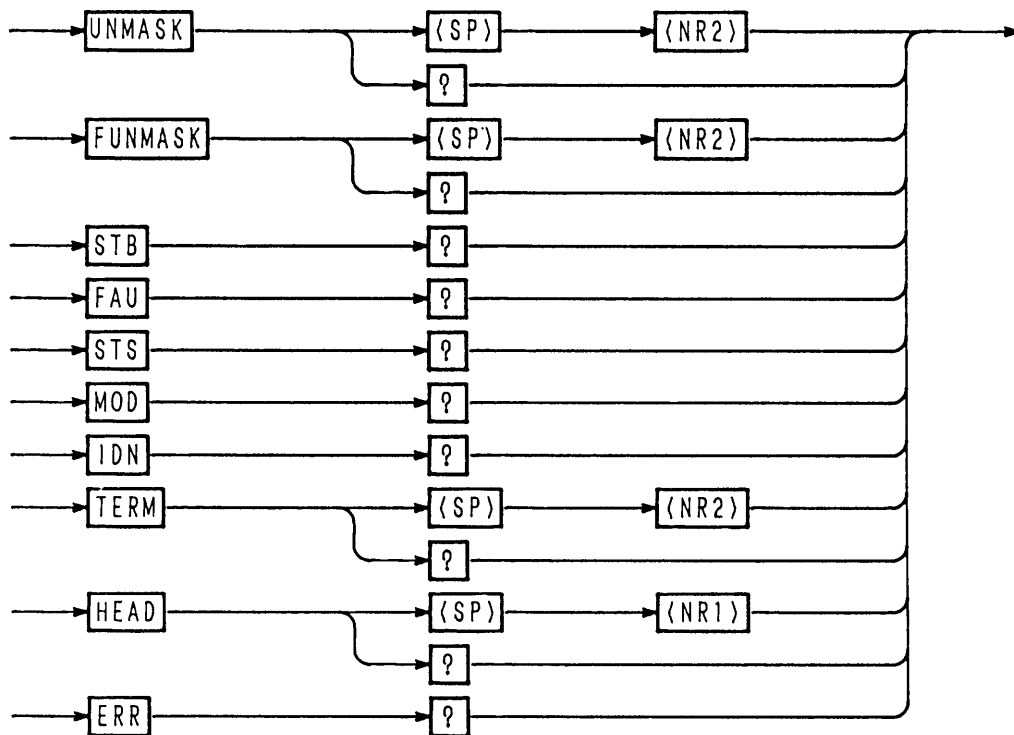 UNMASK ⟨SP⟩ ⟨NR2⟩
?
FUNMASK ⟨SP⟩ ⟨NR2⟩
?
STB ?
FAU ?
STS ?
MOD ?
IDN ?
TERM ⟨SP⟩ ⟨NR2⟩
?
HEAD ⟨SP⟩ ⟨NR1⟩
?
ERR ?